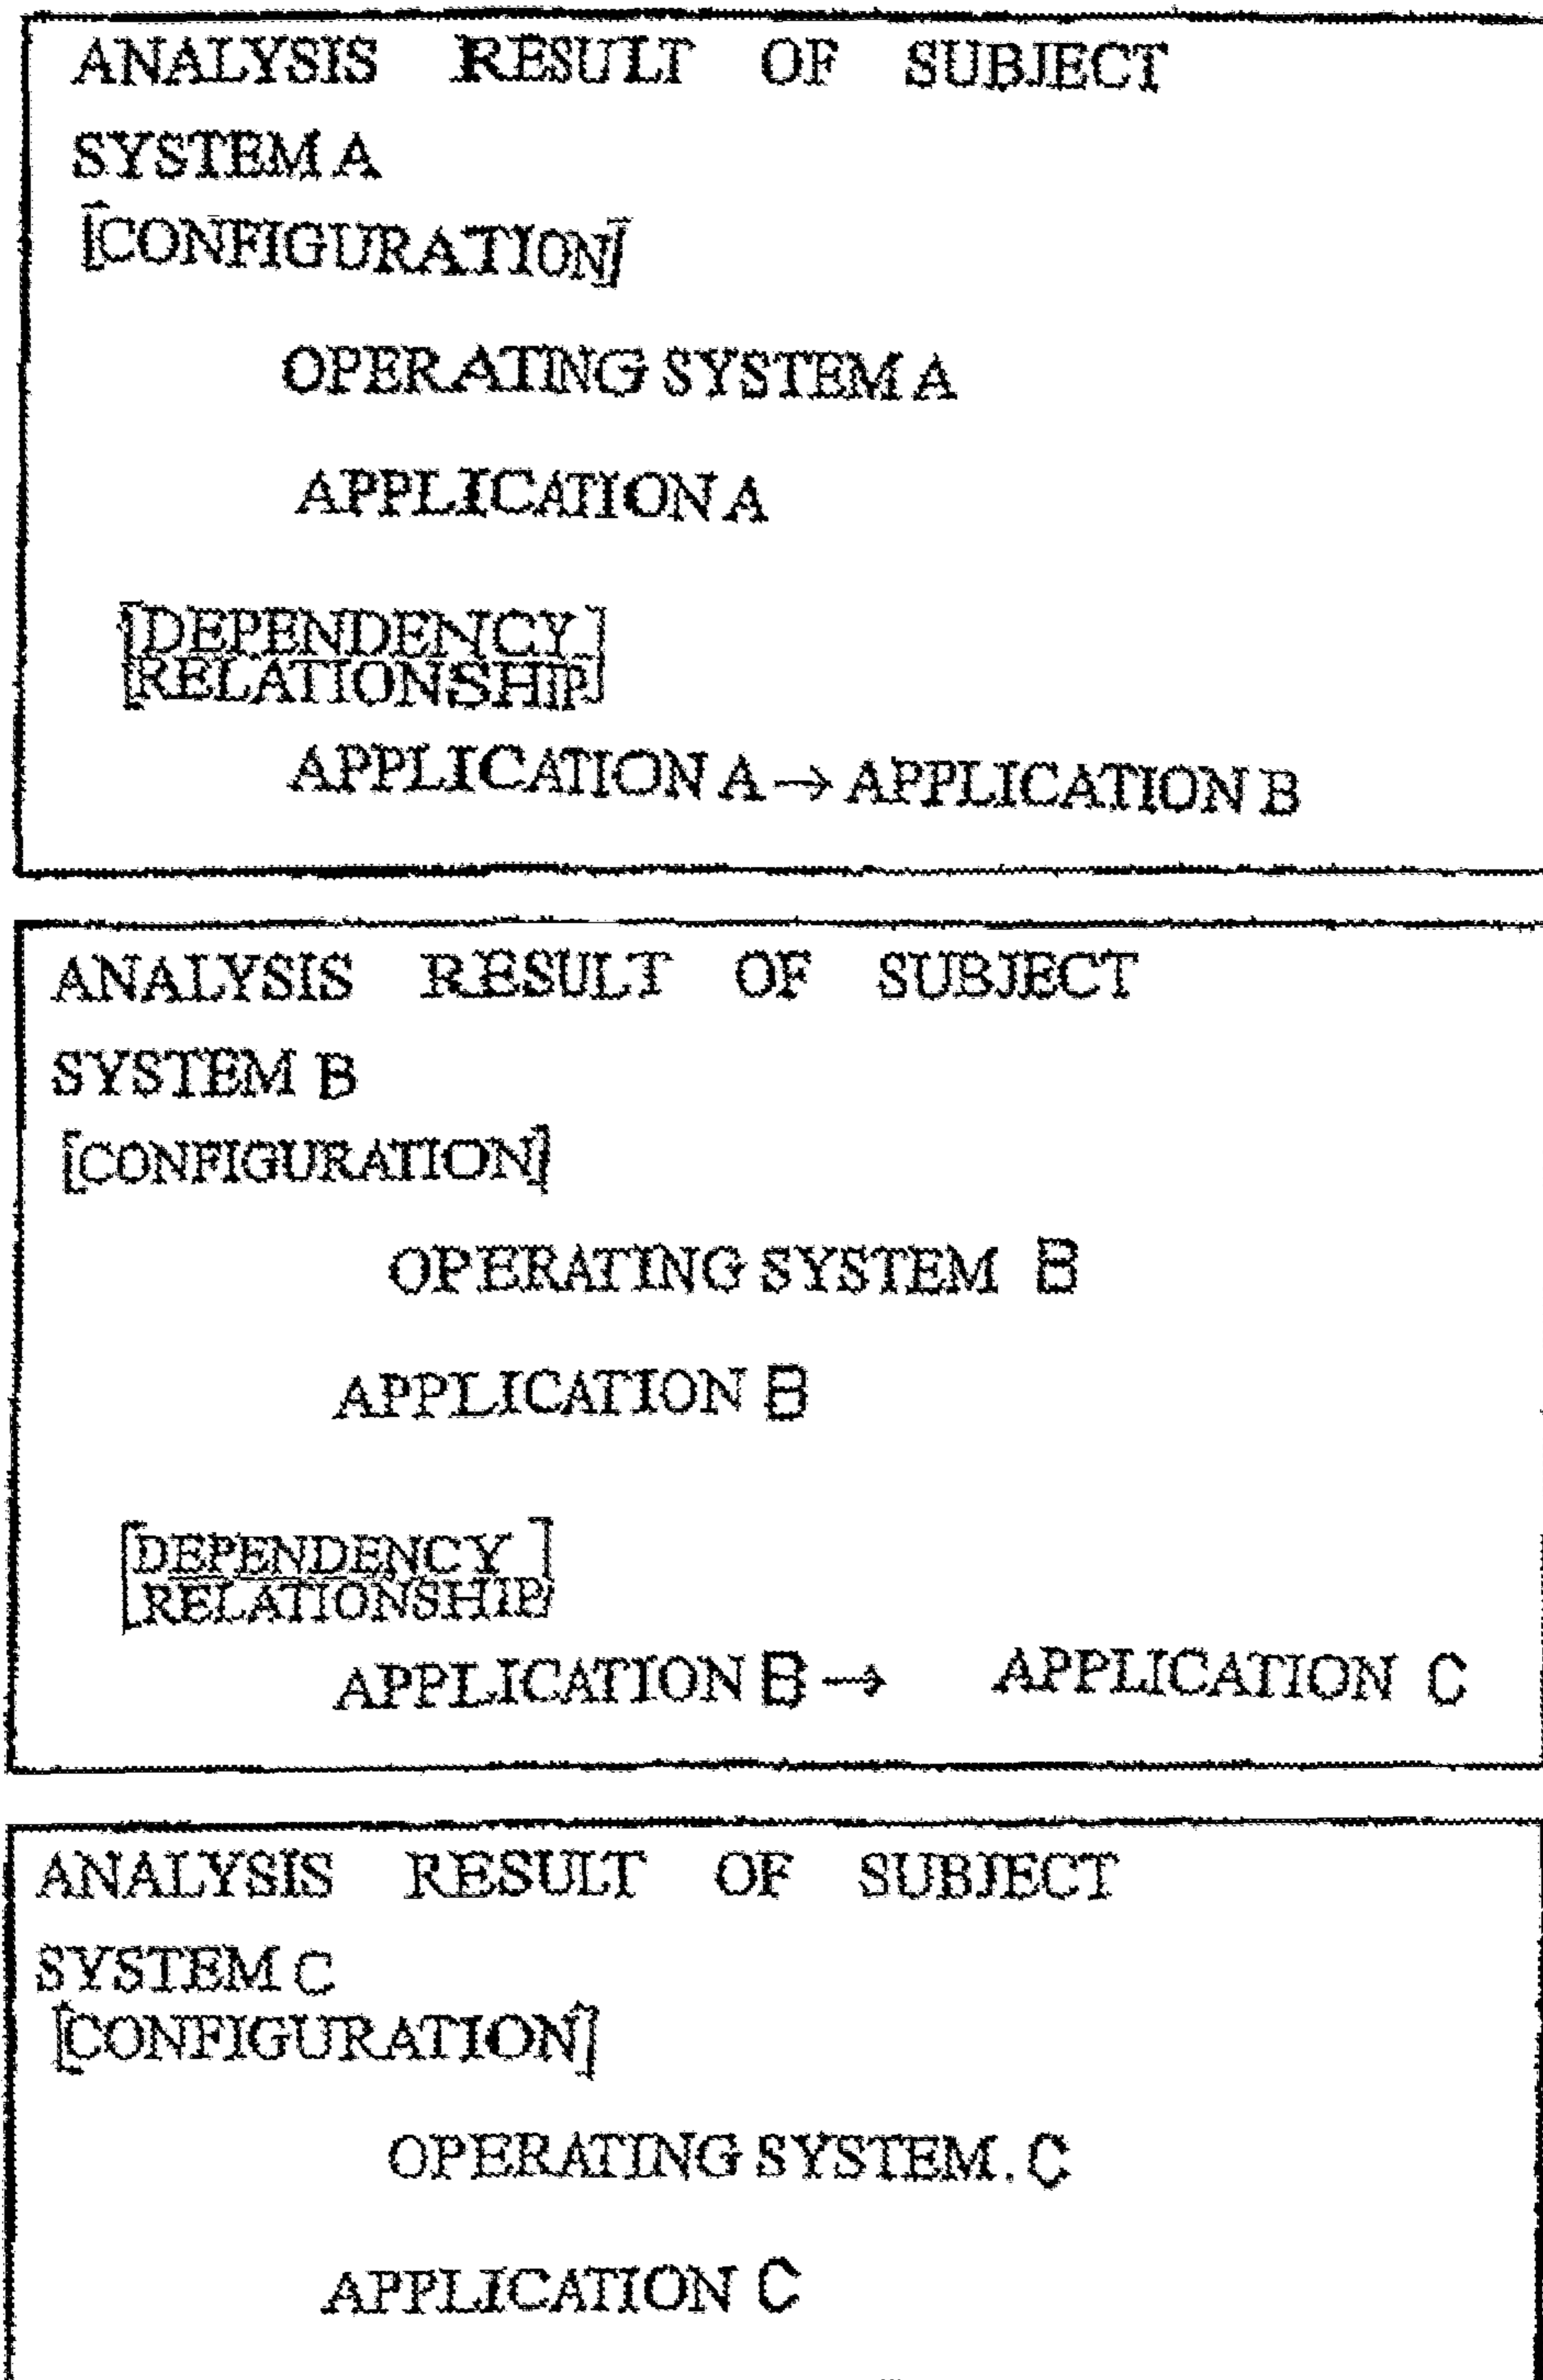 ANALYSIS RESULT OF SUBJECT
SYSTEM A
[CONFIGURATION]
OPERATING SYSTEM A
APPLICATION A
[DEPENDENCY
RELATIONSHIP]
APPLICATION A → APPLICATION B
ANALYSIS RESULT OF SUBJECT
SYSTEM B
[CONFIGURATION]
OPERATING SYSTEM B
APPLICATION B
[DEPENDENCY
RELATIONSHIP]
APPLICATION B → APPLICATION C
ANALYSIS RESULT OF SUBJECT
SYSTEM C
[CONFIGURATION]
OPERATING SYSTEM. C
APPLICATION C